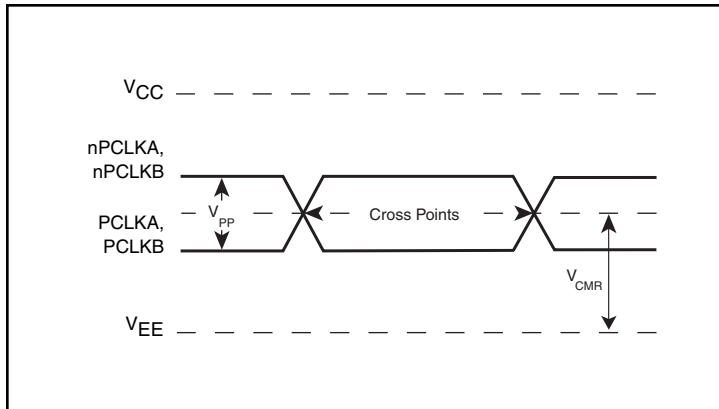 VCC
nPCLKA,
nPCLKB
VPP
Cross Points
PCLKA,
PCLKB
VCMR
VEE